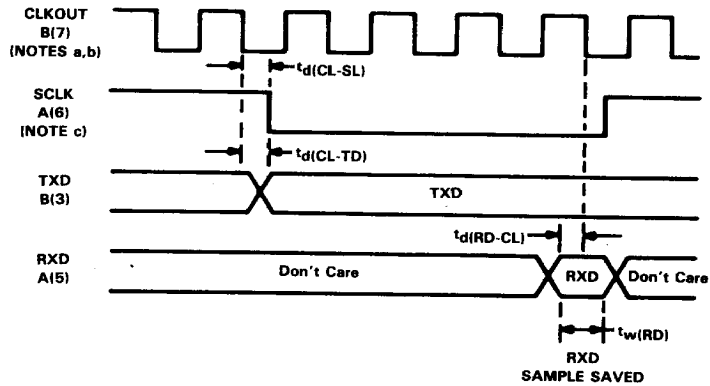 CLKOUT
B(7)
(NOTES a,b)
td(CL-SL)
SCLK
A(6)
(NOTE c)
td(CL-TD)
TXD
B(3)
TXD
td(RD-CL)
RXD
A(5)
Don't Care
RXD
Don't Care
tw(RD)
RXD
SAMPLE SAVED